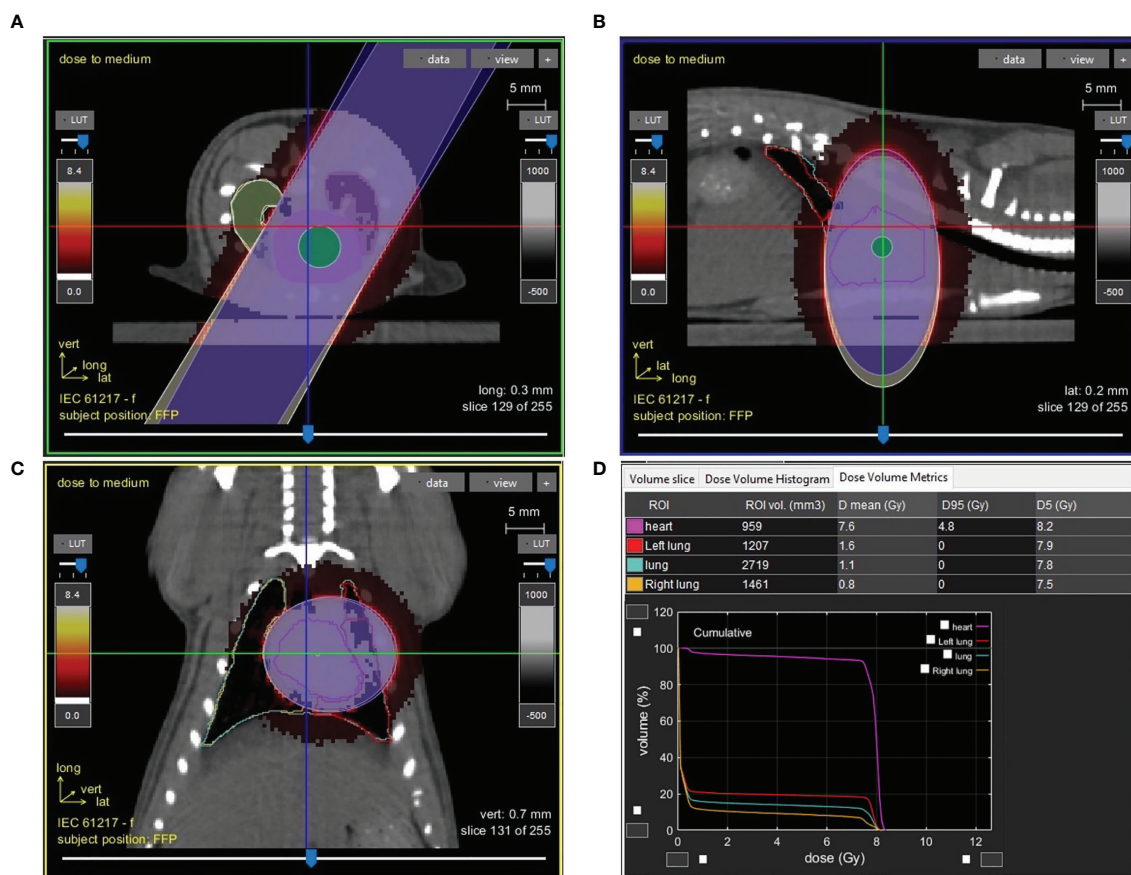 A
dose to medium
data
view
+
5 mm
LUT
LUT
8.4
1000
0.0
-500
vert
long
lat
IEC 61217 - f
subject position: FFP
long: 0.3 mm
slice 129 of 255
B
dose to medium
data
view
+
5 mm
LUT
LUT
8.4
1000
0.0
-500
vert
lat
long
IEC 61217 - f
subject position: FFP
lat: 0.2 mm
slice 129 of 255
C
dose to medium
data
view
+
5 mm
LUT
LUT
8.4
1000
0.0
-500
long
vert
lat
IEC 61217 - f
subject position: FFP
vert: 0.7 mm
slice 131 of 255
D
Volume slice Dose Volume Histogram Dose Volume Metrics
ROI ROI vol. (mm3) D mean (Gy) D95 (Gy) D5 (Gy)
heart 959 7.6 4.8 8.2
Left lung 1207 1.6 0 7.9
lung 2719 1.1 0 7.8
Right lung 1461 0.8 0 7.5
120
100
80
60
40
20
0
volume (%)
Cumulative
heart
Left lung
lung
Right lung
0 2 4 6 8 10 12
dose (Gy)